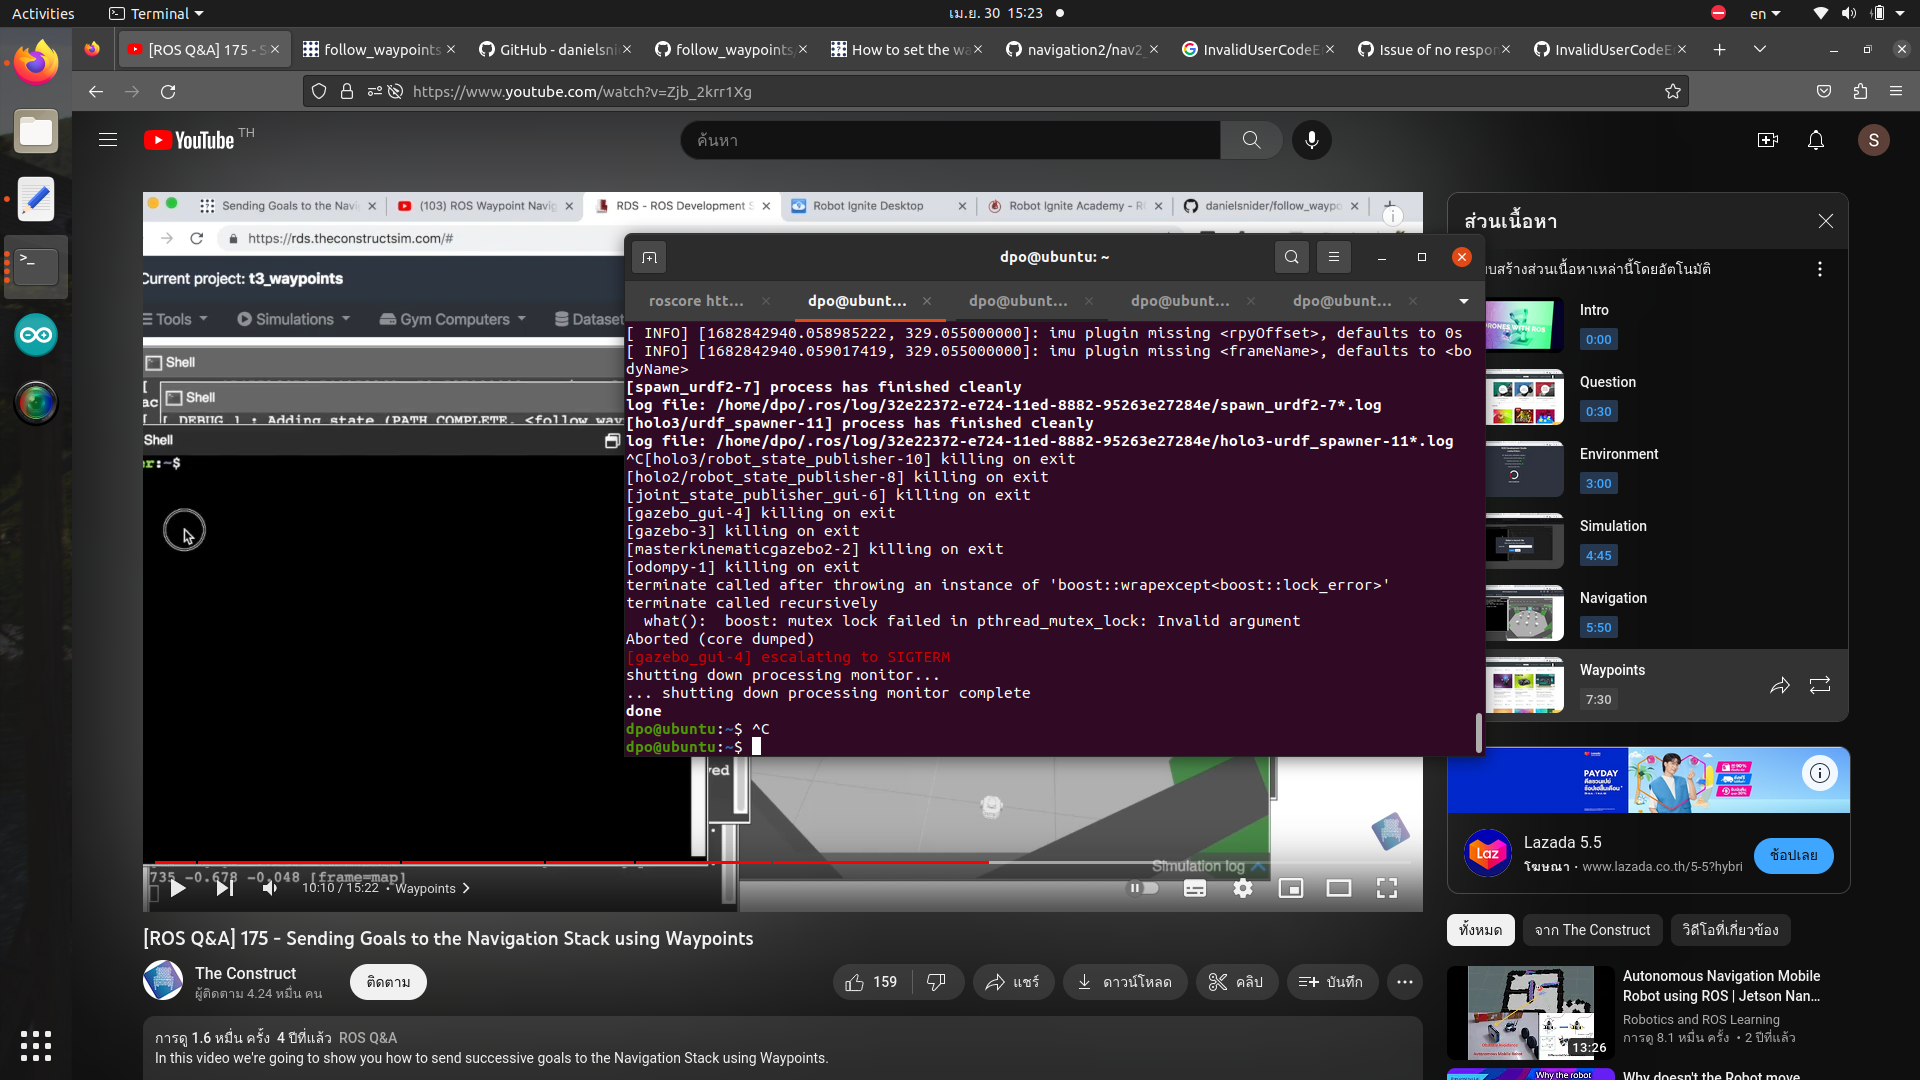 Activities
Terminal
เม.ย. 30 15:23
en
[ROS Q&A] 175 - S
follow_waypoints
GitHub - danielsni
follow_waypoints
How to set the wa
navigation2/nav2_
InvalidUserCodeE
Issue of no respor
InvalidUserCodeE
https://www.youtube.com/watch?v=Zjb_2krr1Xg
YouTube TH
ค้นหา
S
Sending Goals to the Navi
(103) ROS Waypoint Navig
RDS - ROS Development S
Robot Ignite Desktop
Robot Ignite Academy - R
danielsnider/follow_waypo
https://rds.theconstructsim.com/#
Current project: t3_waypoints
Tools
Simulations
Gym Computers
Dataset
Shell
Shell
[ DEBUG ] : Adding state (PATH_COMPLETE, <follow_way
Shell
er:~$
dpo@ubuntu: ~
roscore htt...
dpo@ubunt...
dpo@ubunt...
dpo@ubunt...
dpo@ubunt...
[ INFO] [1682842940.058985222, 329.055000000]: imu plugin missing <rpyOffset>, defaults to 0s
[ INFO] [1682842940.059017419, 329.055000000]: imu plugin missing <frameName>, defaults to <bo
dyName>
[spawn_urdf2-7] process has finished cleanly
log file: /home/dpo/.ros/log/32e22372-e724-11ed-8882-95263e27284e/spawn_urdf2-7*.log
[holo3/urdf_spawner-11] process has finished cleanly
log file: /home/dpo/.ros/log/32e22372-e724-11ed-8882-95263e27284e/holo3-urdf_spawner-11*.log
^C[holo3/robot_state_publisher-10] killing on exit
[holo2/robot_state_publisher-8] killing on exit
[joint_state_publisher_gui-6] killing on exit
[gazebo_gui-4] killing on exit
[gazebo-3] killing on exit
[masterkinematicgazebo2-2] killing on exit
[odompy-1] killing on exit
terminate called after throwing an instance of 'boost::wrapexcept<boost::lock_error>'
terminate called recursively
what():  boost: mutex lock failed in pthread_mutex_lock: Invalid argument
Aborted (core dumped)
[gazebo_gui-4] escalating to SIGTERM
shutting down processing monitor...
... shutting down processing monitor complete
done
dpo@ubuntu:~$ ^C
dpo@ubuntu:~$
ved
Simulation log
735 -0.678 -0.048 [frame=map]
10:10 / 15:22 • Waypoints
ส่วนเนื้อหา
บสร้างส่วนเนื้อหาเหล่านี้โดยอัตโนมัติ
Intro
0:00
Question
0:30
Environment
3:00
Simulation
4:45
Navigation
5:50
Waypoints
7:30
PAYDAY
Laz
Lazada 5.5
โฆษณา • www.lazada.co.th/5-5?hybri
ช้อปเลย
ทั้งหมด
จาก The Construct
วิดีโอที่เกี่ยวข้อง
Autonomous Navigation Mobile
Robot using ROS | Jetson Nan...
Robotics and ROS Learning
การดู 8.1 หมื่น ครั้ง • 2 ปีที่แล้ว
13:26
Why the robot
Why doesn't the Robot move
[ROS Q&A] 175 - Sending Goals to the Navigation Stack using Waypoints
The Construct
ผู้ติดตาม 4.24 หมื่น คน
ติดตาม
159
แชร์
ดาวน์โหลด
คลิป
บันทึก
การดู 1.6 หมื่น ครั้ง 4 ปีที่แล้ว ROS Q&A
In this video we're going to show you how to send successive goals to the Navigation Stack using Waypoints.